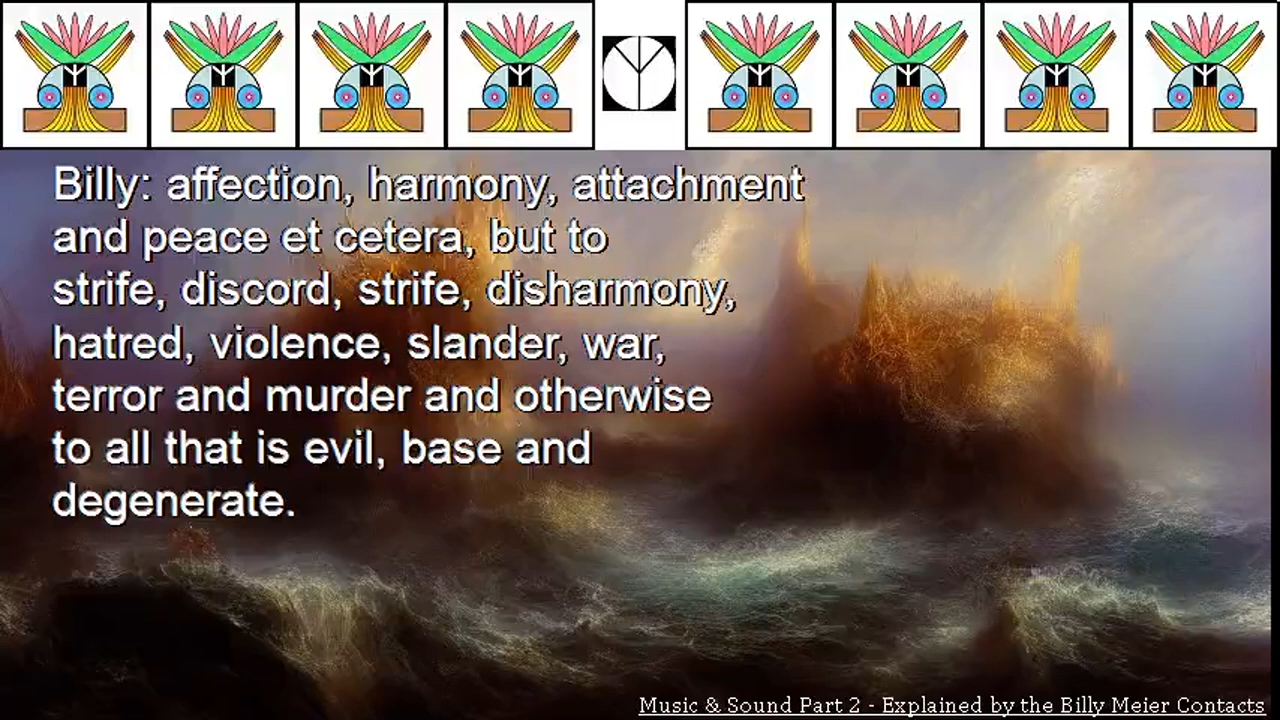 Billy: affection, harmony, attachment
and peace et cetera, but to
strife, discord, strife, disharmony,
hatred, violence, slander, war,
terror and murder and otherwise
to all that is evil, base and
degenerate.
Music & Sound Part 2 - Explained by the Billy Meier Contacts